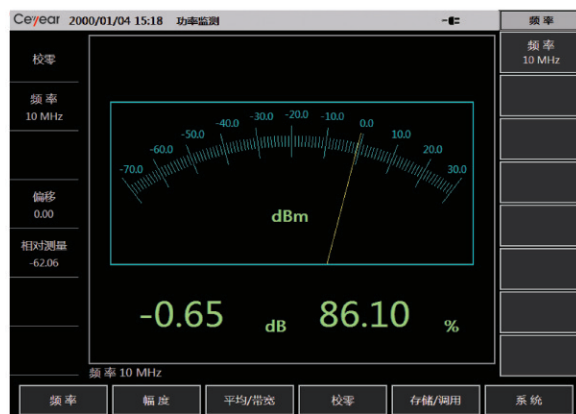 Ceyear 2000/01/04 15:18 功率监测
频率
校零
频率
10 MHz
偏移
0.00
相对测量
-62.06
-70.0 -60.0 -50.0 -40.0 -30.0 -20.0 -10.0 0.0 10.0 20.0 30.0
dBm
-0.65 dB 86.10 %
频率
10 MHz
频率 10 MHz
频率 幅度 平均/带宽 校零 存储/调用 系统